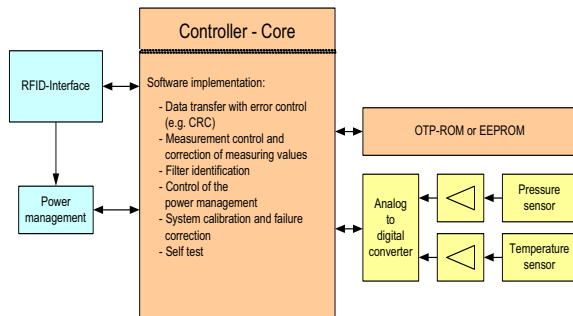 Controller - Core
RFID-Interface
Power
management
Software implementation:
- Data transfer with error control
(e.g. CRC)
- Measurement control and
correction of measuring values
- Filter identification
- Control of the
power management
- System calibration and failure
correction
- Self test
OTP-ROM or EEPROM
Analog
to
digital
converter
Pressure
sensor
Temperature
sensor